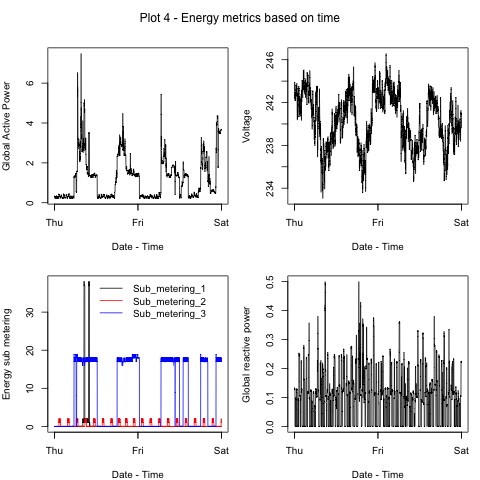 Plot 4 - Energy metrics based on time
Global Active Power
6
4
2
0
Thu Fri Sat
Date - Time
Voltage
246
242
238
234
Thu Fri Sat
Date - Time
Energy sub metering
30
20
10
0
Sub_metering_1
Sub_metering_2
Sub_metering_3
Thu Fri Sat
Date - Time
Global reactive power
0.5
0.4
0.3
0.2
0.1
0.0
Thu Fri Sat
Date - Time